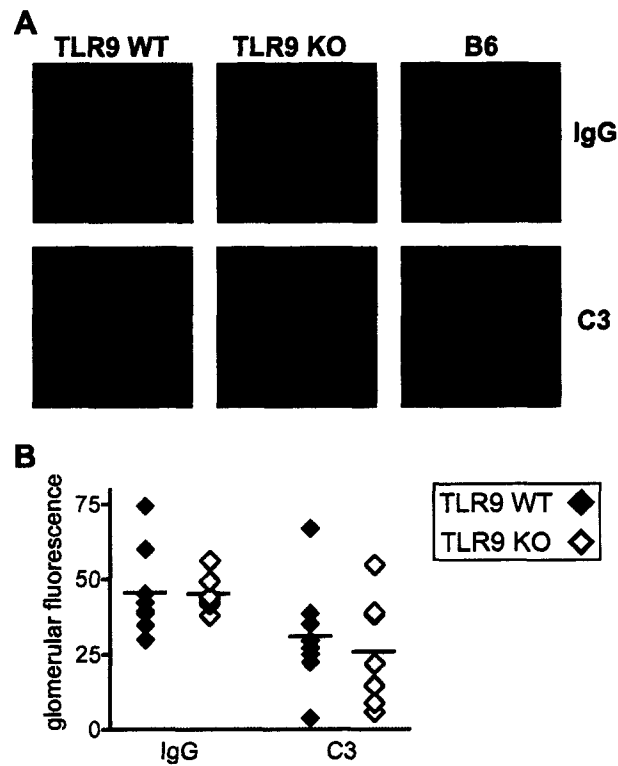 A
TLR9 WT TLR9 KO B6
IgG
C3
B
glomerular fluorescence
75
50
25
0
IgG C3
TLR9 WT
TLR9 KO